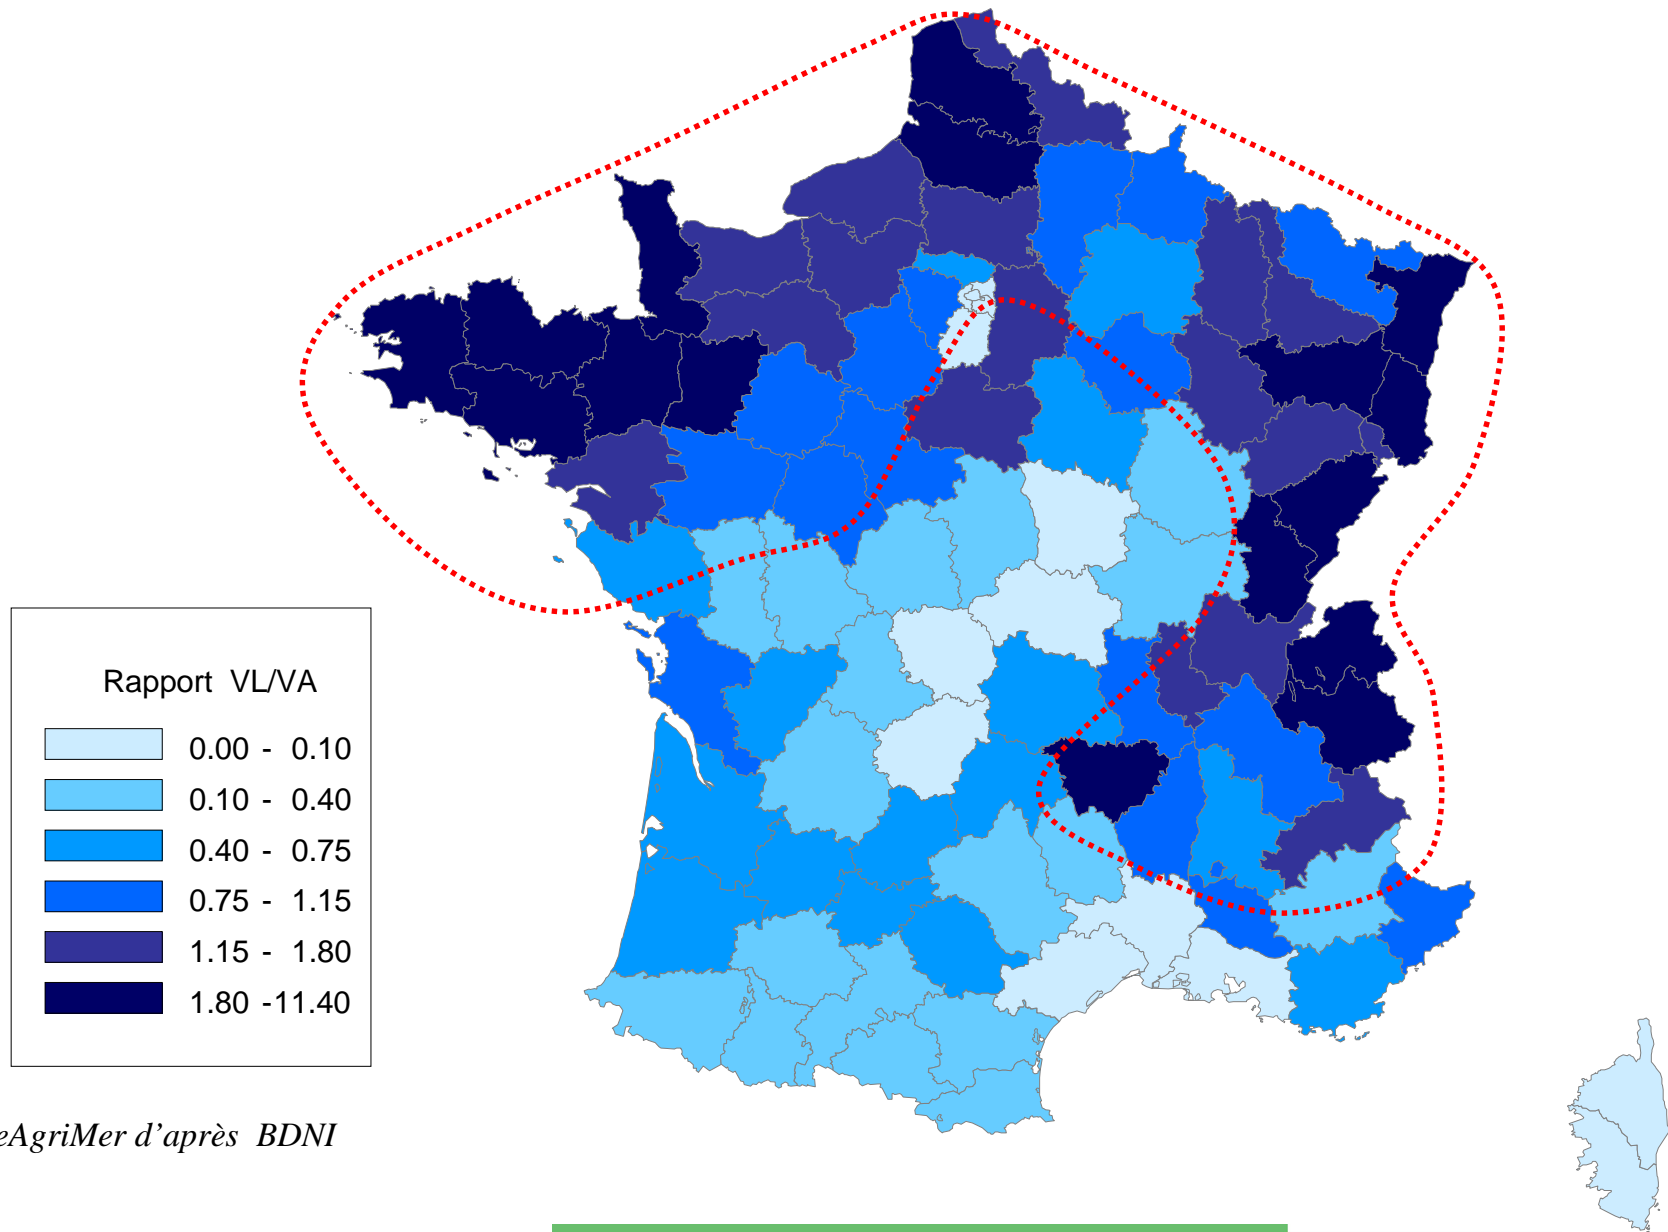 Rapport VL/VA
0.00 - 0.10
0.10 - 0.40
0.40 - 0.75
0.75 - 1.15
1.15 - 1.80
1.80 -11.40
eAgriMer d'après BDNI